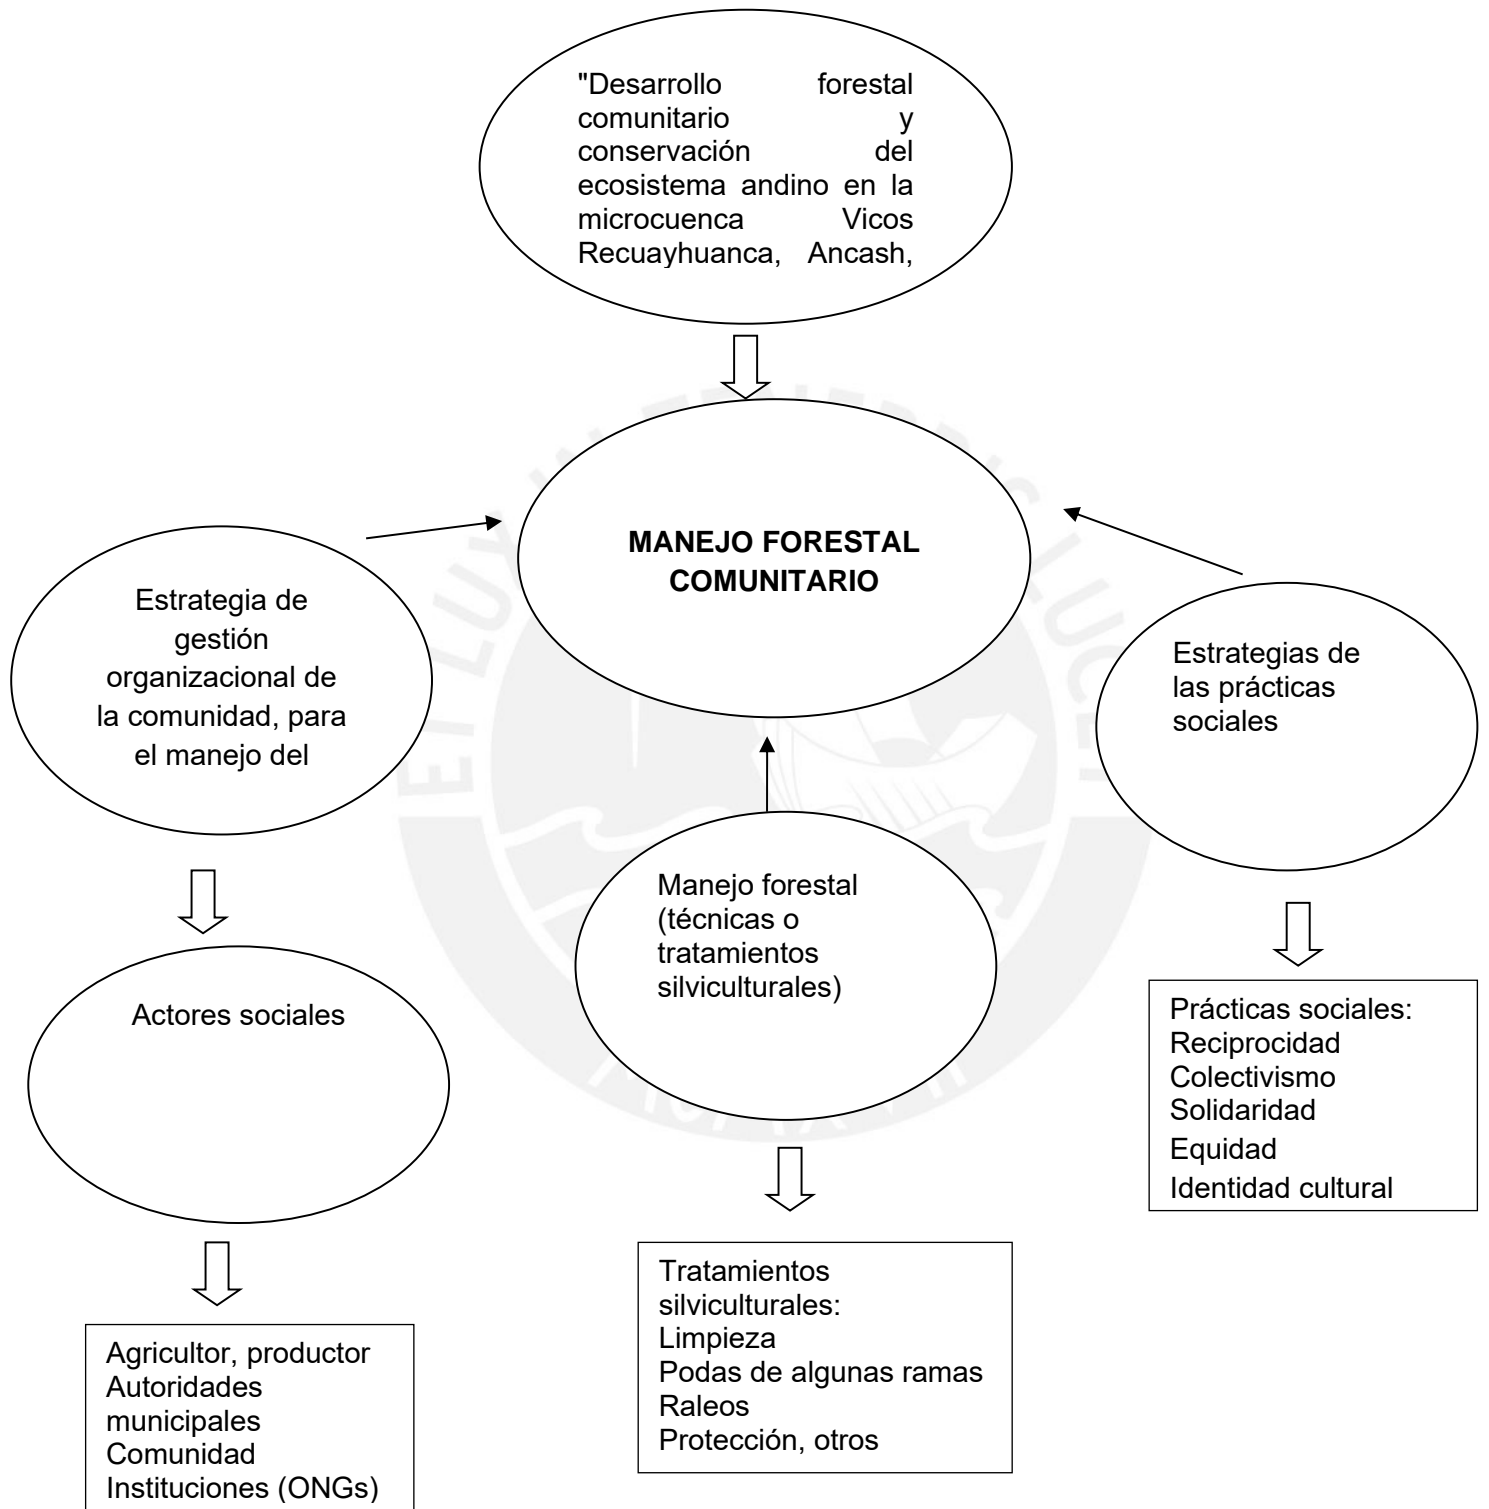 "Desarrollo forestal
comunitario y
conservación del
ecosistema andino en la
microcuenca Vicos
Recuayhuanca, Ancash,
MANEJO FORESTAL
COMUNITARIO
Estrategia de
gestión
organizacional de
la comunidad, para
el manejo del
Estrategias de
las prácticas
sociales
Manejo forestal
(técnicas o
tratamientos
silviculturales)
Actores sociales
Prácticas sociales:
Reciprocidad
Colectivismo
Solidaridad
Equidad
Identidad cultural
Tratamientos
silviculturales:
Limpieza
Podas de algunas ramas
Raleos
Protección, otros
Agricultor, productor
Autoridades
municipales
Comunidad
Instituciones (ONGs)